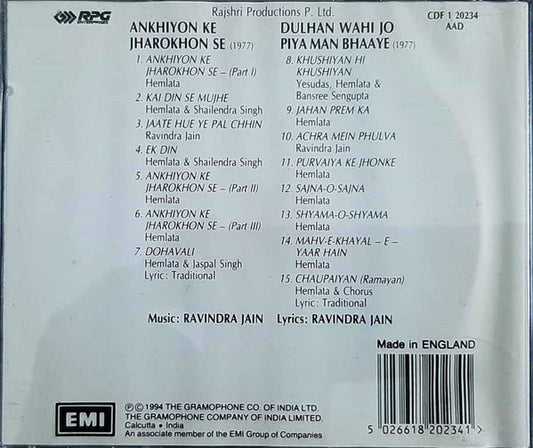 RPG
Rajshri Productions P. Ltd.
CDF 1 20234
AAD
ANKHIYON KE
JHAROKHON SE (1977)
1. ANKHIYON KE
JHAROKHON SE – (Part I)
Hemlata
2. KAI DIN SE MUJHE
Hemlata & Shailendra Singh
3. JAATE HUE YE PAL CHHIN
Ravindra Jain
4. EK DIN
Hemlata & Shailendra Singh
5. ANKHIYON KE
JHAROKHON SE – (Part II)
Hemlata
6. ANKHIYON KE
JHAROKHON SE – (Part III)
Hemlata
7. DOHAVALI
Hemlata & Jaspal Singh
Lyric: Traditional
DULHAN WAHI JO
PIYA MAN BHAAYE (1977)
8. KHUSHIYAN HI
KHUSHIYAN
Yesudas, Hemlata &
Bansree Sengupta
9. JAHAN PREM KA
Hemlata
10. ACHRA MEIN PHULVA
Ravindra Jain
11. PURVAIYA KE JHONKE
Hemlata
12. SAJNA-O-SAJNA
Hemlata
13. SHYAMA-O-SHYAMA
Hemlata
14. MAHV-E-KHAYAL – E –
YAAR HAIN
Hemlata
15. CHAUPAIYAN (Ramayan)
Hemlata & Chorus
Lyric: Traditional
Music: RAVINDRA JAIN Lyrics: RAVINDRA JAIN
Made in ENGLAND
EMI
℗ © 1994 THE GRAMOPHONE CO. OF INDIA LTD.
THE GRAMOPHONE COMPANY OF INDIA LIMITED.
Calcutta • India
An associate member of the EMI Group of Companies
5 026618 202341 >